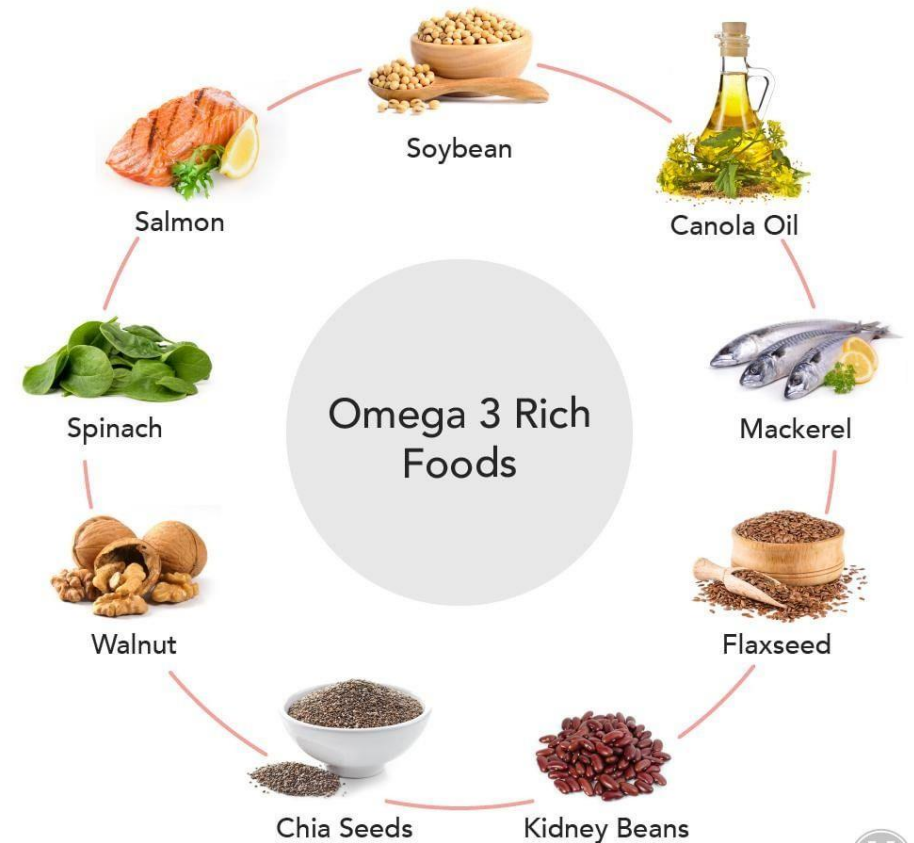 Soybean
Canola Oil
Salmon
Mackerel
Spinach
Omega 3 Rich
Foods
Flaxseed
Walnut
Kidney Beans
Chia Seeds